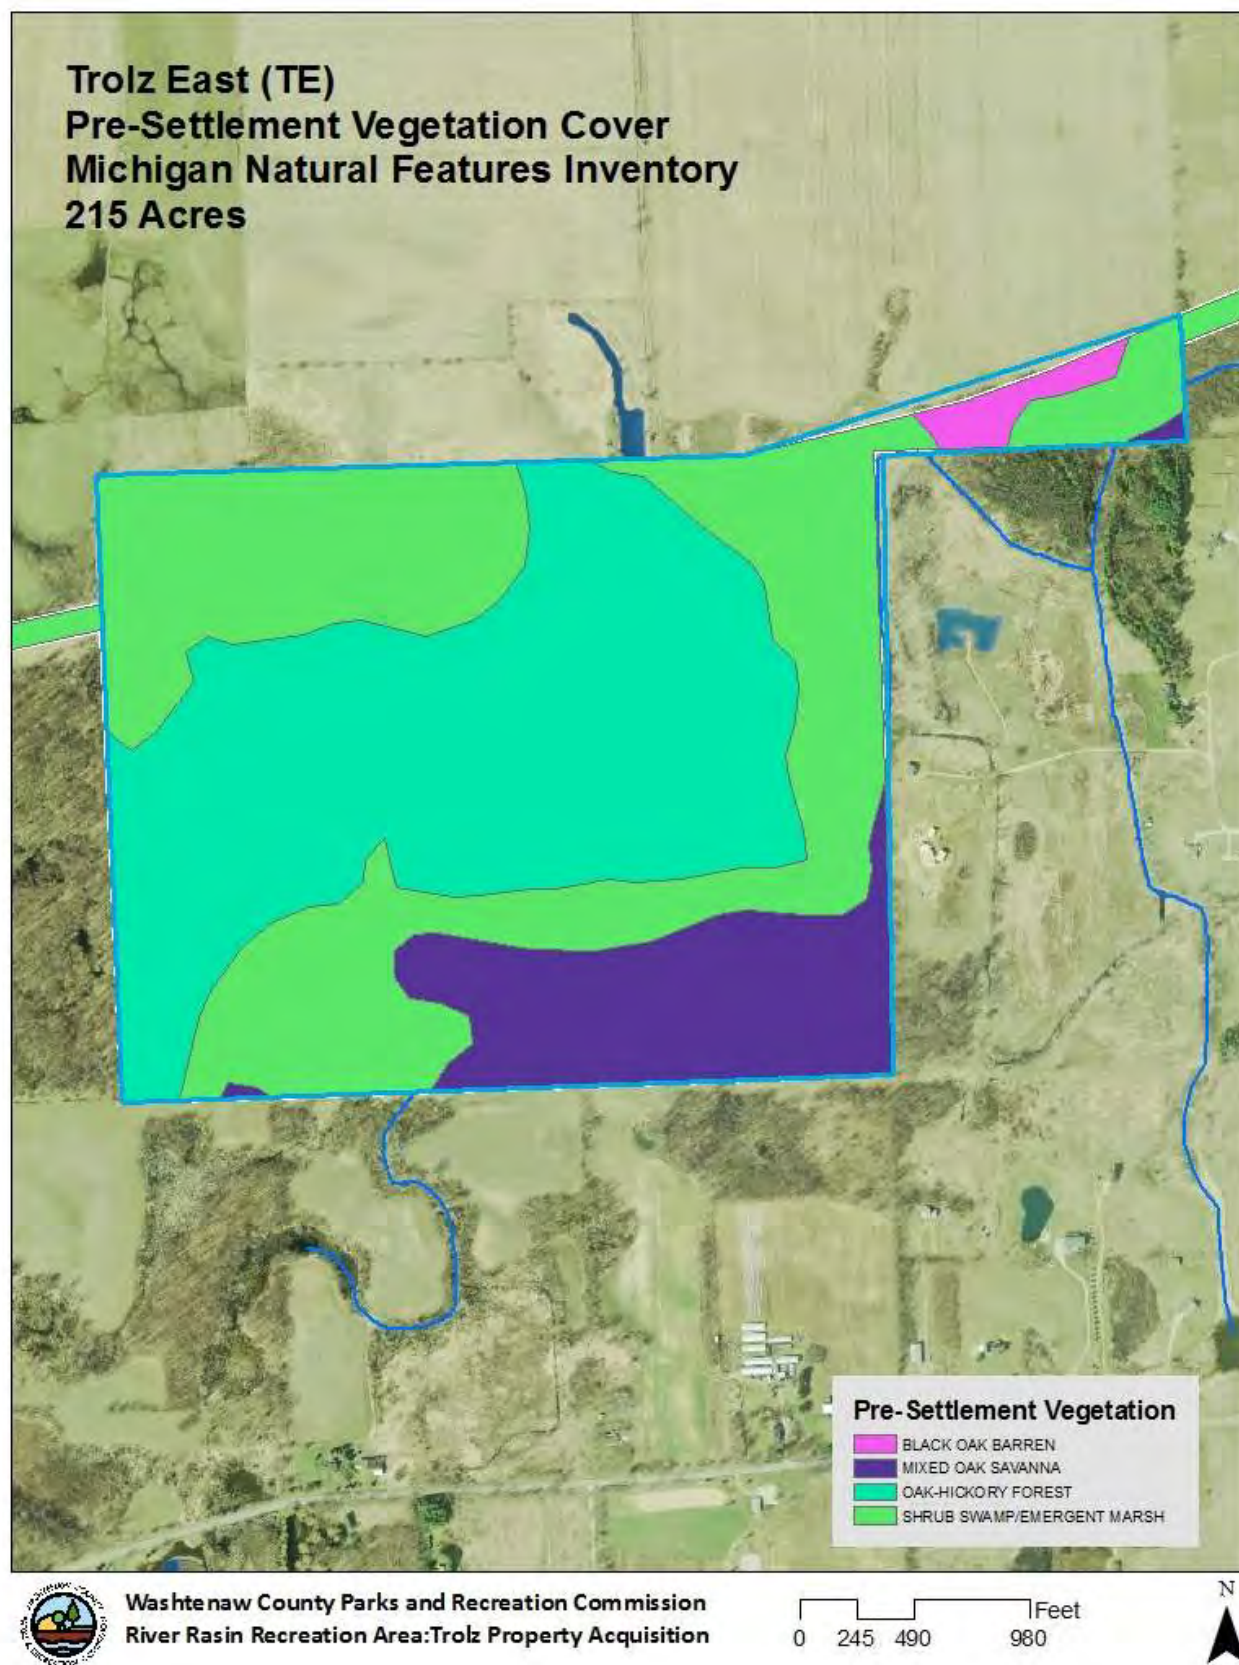 Trolz East (TE)
Pre-Settlement Vegetation Cover
Michigan Natural Features Inventory
215 Acres
Pre-Settlement Vegetation
BLACK OAK BARREN
MIXED OAK SAVANNA
OAK-HICKORY FOREST
SHRUB SWAMP/EMERGENT MARSH
Washtenaw County Parks and Recreation Commission
River Rasin Recreation Area:Trolz Property Acquisition
Feet
0 245 490 980
N